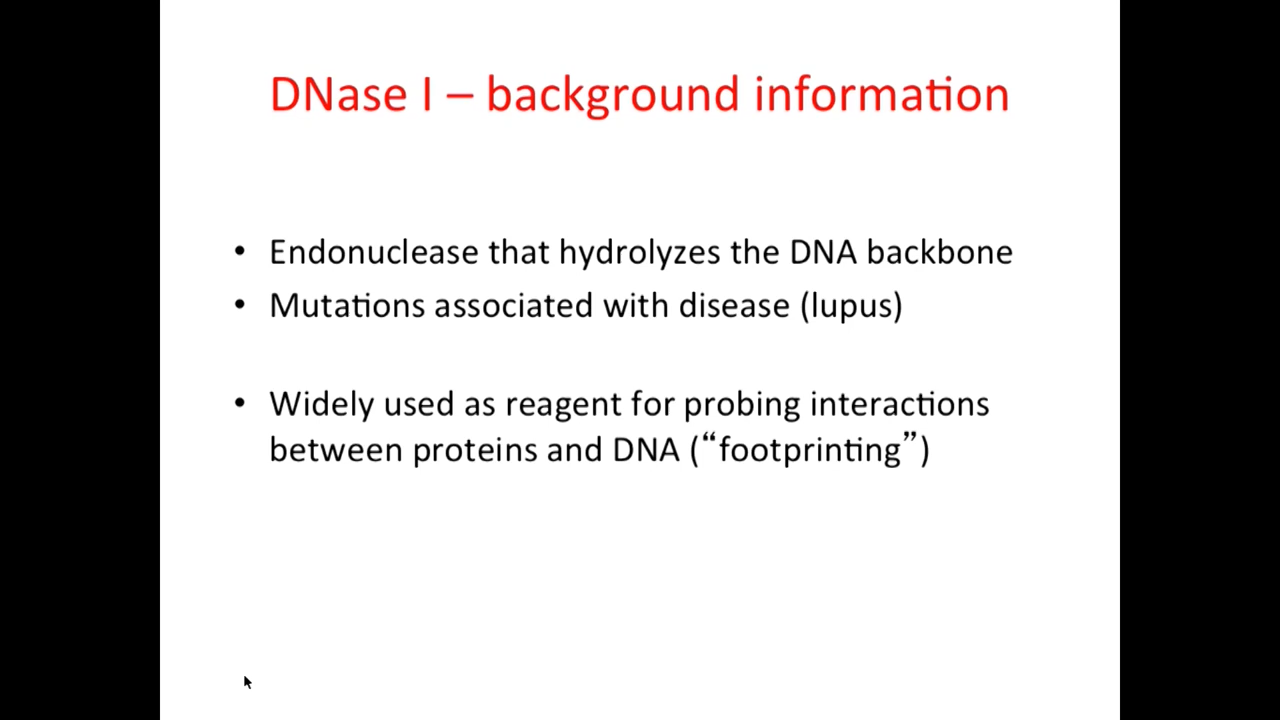 DNase I – background information
• Endonuclease that hydrolyzes the DNA backbone
• Mutations associated with disease (lupus)
• Widely used as reagent for probing interactions
between proteins and DNA (“footprinting”)